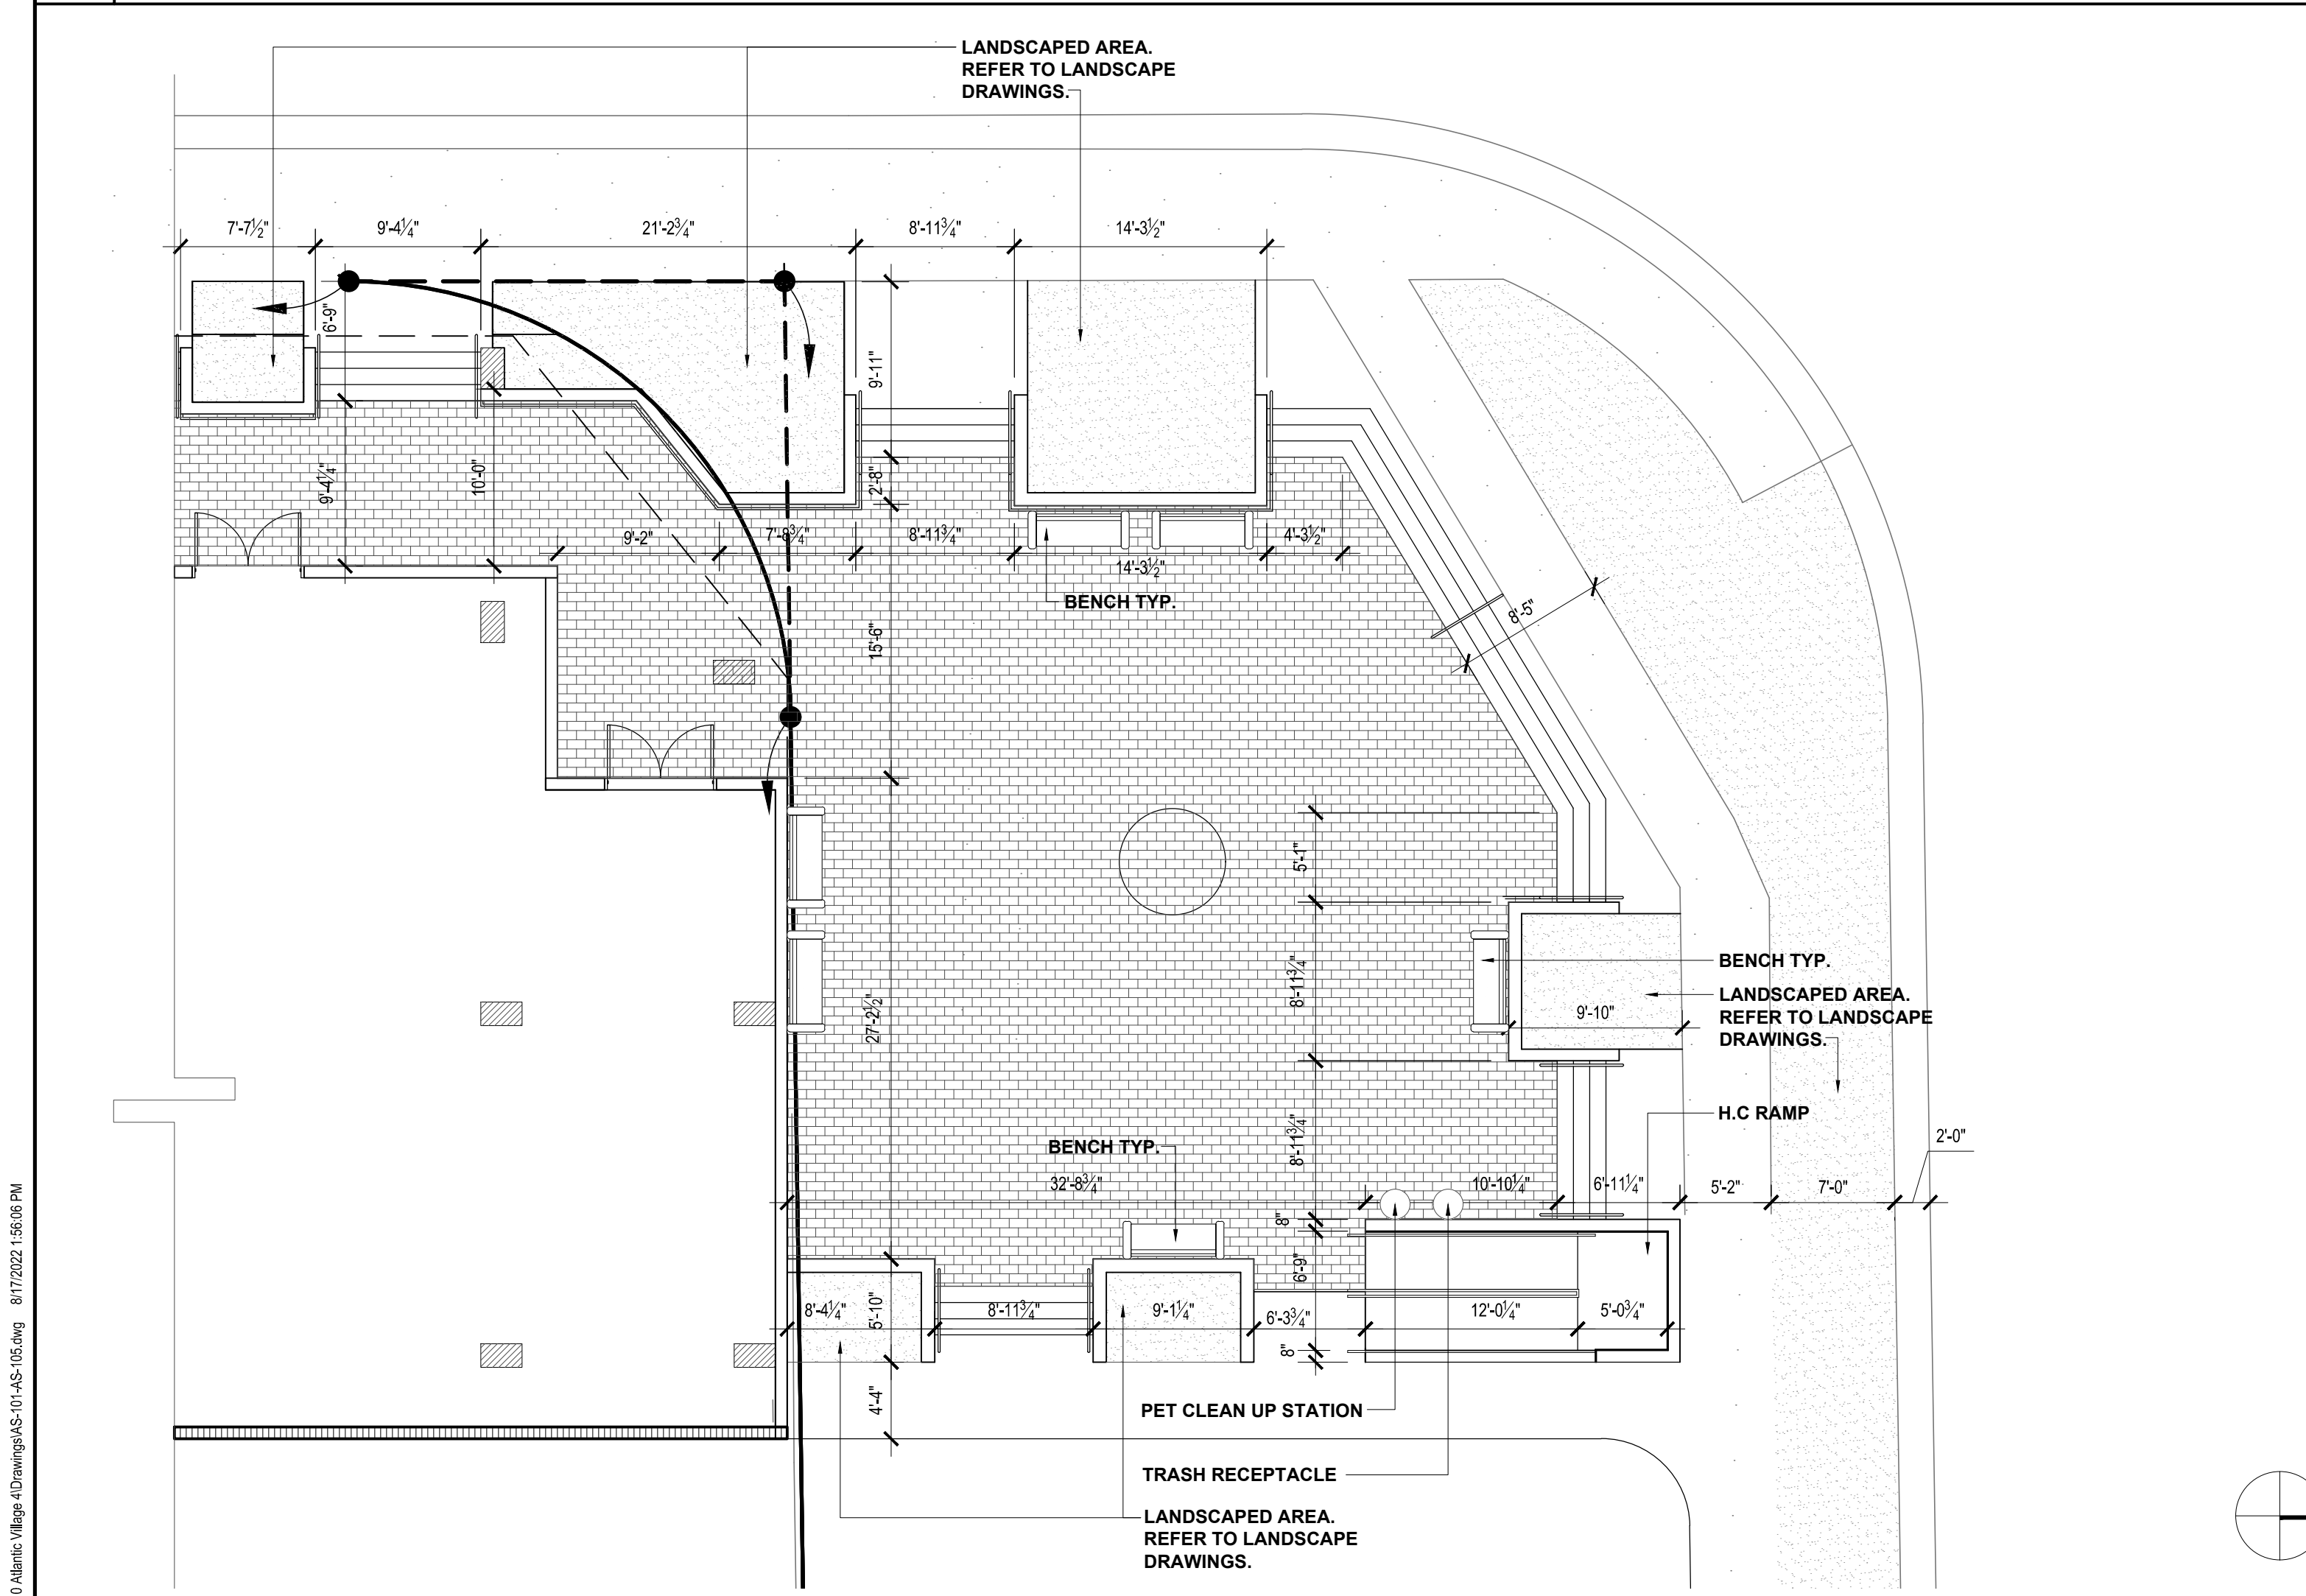 LANDSCAPED AREA.
REFER TO LANDSCAPE
DRAWINGS.
7'-7½"
9'-4¼"
21'-2¾"
8'-11¾"
14'-3½"
6'-9"
9'-11"
9'-4¼"
10'-0"
2'-8"
9'-2"
7'-8¾"
8'-11¾"
14'-3½"
4'-3½"
BENCH TYP.
8'-5"
15'-6"
5'-1"
8'-11¾"
27'-2½"
BENCH TYP.
LANDSCAPED AREA.
REFER TO LANDSCAPE
DRAWINGS.
9'-10"
H.C RAMP
8'-11¾"
2'-0"
BENCH TYP.
32'-8¾"
10'-10¼"
6'-11¼"
5'-2"
7'-0"
8"
6'-9"
8'-4¼"
5'-10"
8'-11¾"
9'-1¼"
6'-3¾"
12'-0¼"
5'-0¾"
8"
4'-4"
PET CLEAN UP STATION
TRASH RECEPTACLE
LANDSCAPED AREA.
REFER TO LANDSCAPE
DRAWINGS.
0 Atlantic Village 4\Drawings\AS-101-AS-105.dwg 8/17/2022 1:56:06 PM